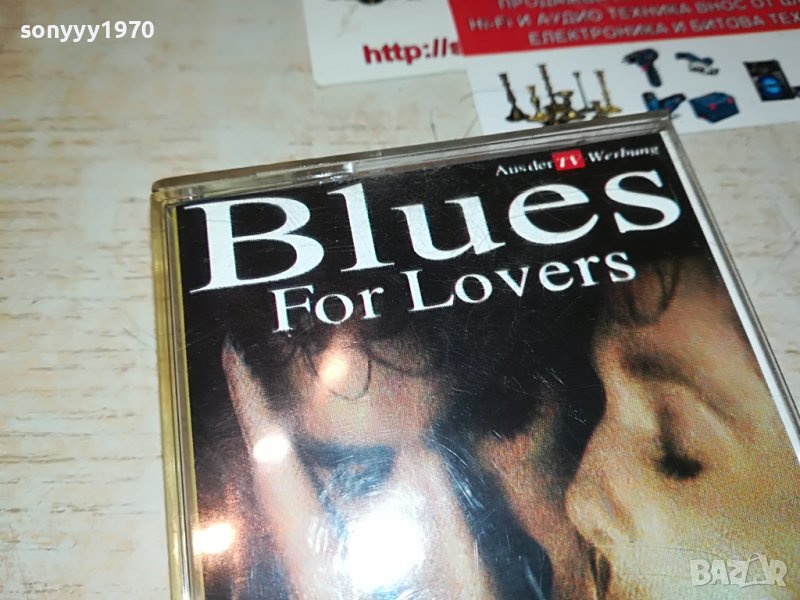 sonyyy1970
http://s
Hi-Fi И АУДИО ТЕХНИКА ВНОС ОТ
ЕЛЕКТРОНИКА И БИТОВА ТЕХ
Aus der TV-Werbung
Blues
For Lovers
BAZAR